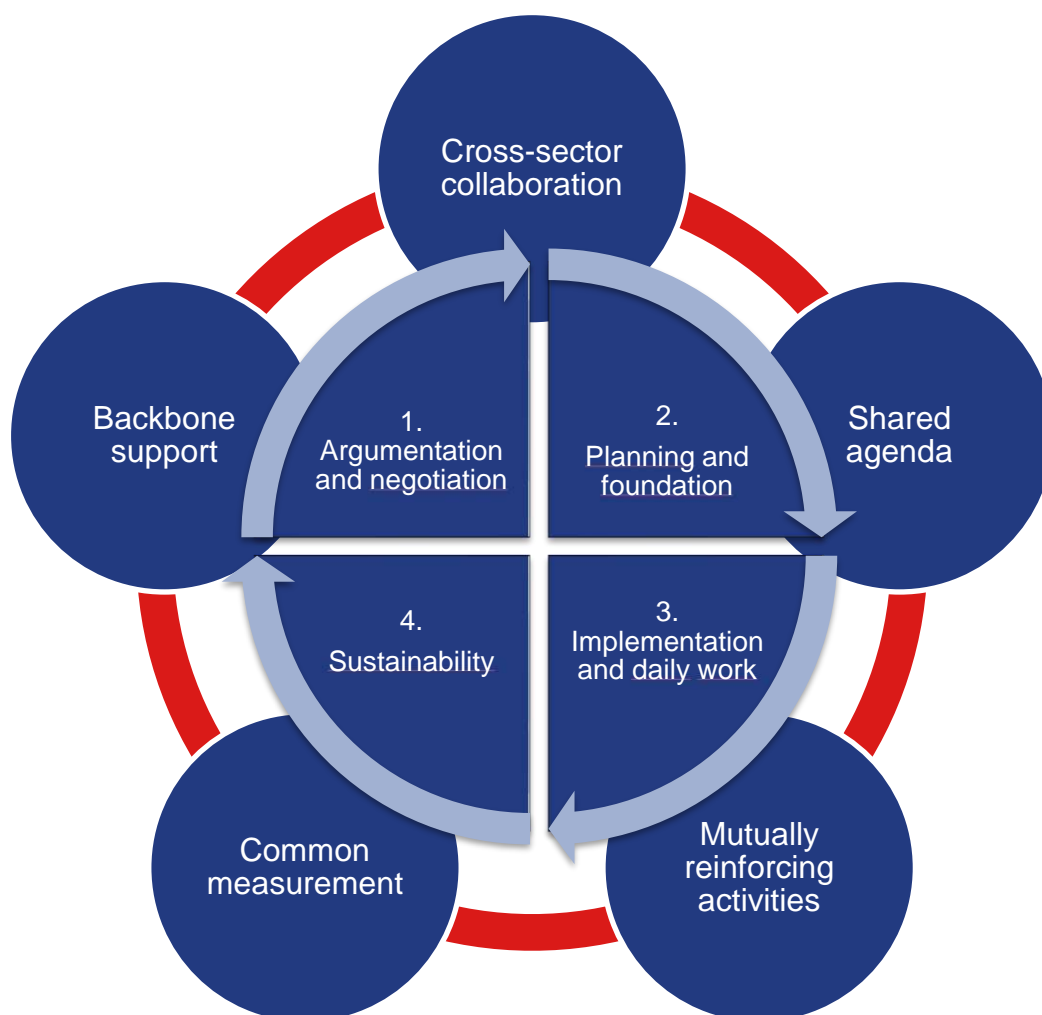 Cross-sector
collaboration
Backbone
support
Shared
agenda
1.
Argumentation
and negotiation
2.
Planning and
foundation
4.
Sustainability
3.
Implementation
and daily work
Common
measurement
Mutually
reinforcing
activities